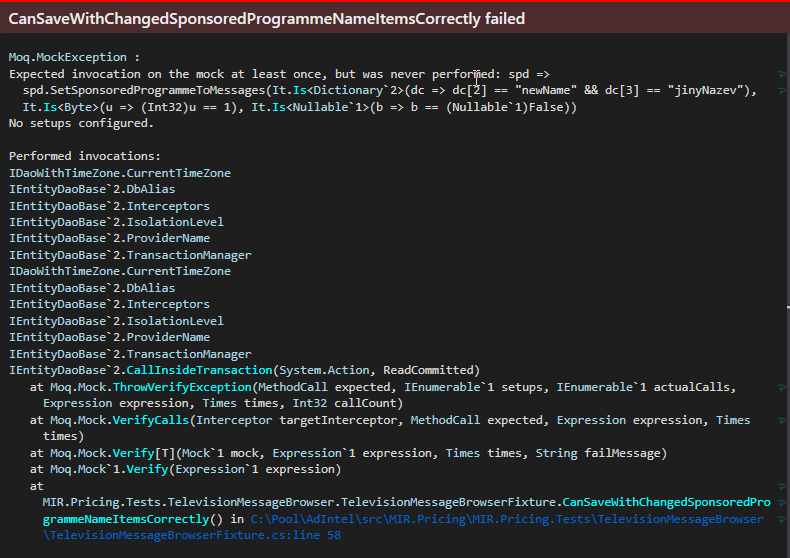 CanSaveWithChangedSponsoredProgrammeNameItemsCorrectly failed
Moq.MockException :
Expected invocation on the mock at least once, but was never performed: spd =>
spd.SetSponsoredProgrammeToMessages(It.Is<Dictionary`2>(dc => dc[2] == "newName" && dc[3] == "jinyNazev"),
It.Is<Byte>(u => (Int32)u == 1), It.Is<Nullable`1>(b => b == (Nullable`1)False))
No setups configured.
Performed invocations:
IDaoWithTimeZone.CurrentTimeZone
IEntityDaoBase`2.DbAlias
IEntityDaoBase`2.Interceptors
IEntityDaoBase`2.IsolationLevel
IEntityDaoBase`2.ProviderName
IEntityDaoBase`2.TransactionManager
IDaoWithTimeZone.CurrentTimeZone
IEntityDaoBase`2.DbAlias
IEntityDaoBase`2.Interceptors
IEntityDaoBase`2.IsolationLevel
IEntityDaoBase`2.ProviderName
IEntityDaoBase`2.TransactionManager
IEntityDaoBase`2.CallInsideTransaction(System.Action, ReadCommitted)
at Moq.Mock.ThrowVerifyException(MethodCall expected, IEnumerable`1 setups, IEnumerable`1 actualCalls,
Expression expression, Times times, Int32 callCount)
at Moq.Mock.VerifyCalls(Interceptor targetInterceptor, MethodCall expected, Expression expression, Times
times)
at Moq.Mock.Verify[T](Mock`1 mock, Expression`1 expression, Times times, String failMessage)
at Moq.Mock`1.Verify(Expression`1 expression)
at
MIR.Pricing.Tests.TelevisionMessageBrowser.TelevisionMessageBrowserFixture.CanSaveWithChangedSponsoredPro
grammeNameItemsCorrectly() in C:\Pool\AdIntel\src\MIR.Pricing\MIR.Pricing.Tests\TelevisionMessageBrowser
\TelevisionMessageBrowserFixture.cs:line 58